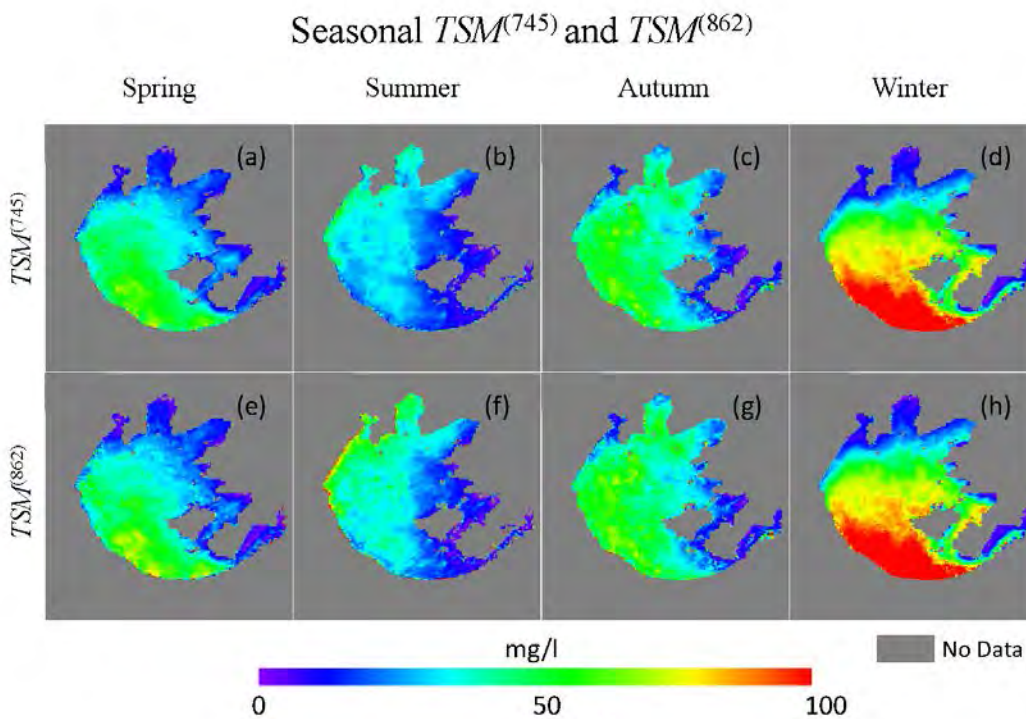 Seasonal TSM(745) and TSM(862)
Spring Summer Autumn Winter
TSM(745)
(a) (b) (c) (d)
TSM(862)
(e) (f) (g) (h)
mg/l
No Data
0 50 100